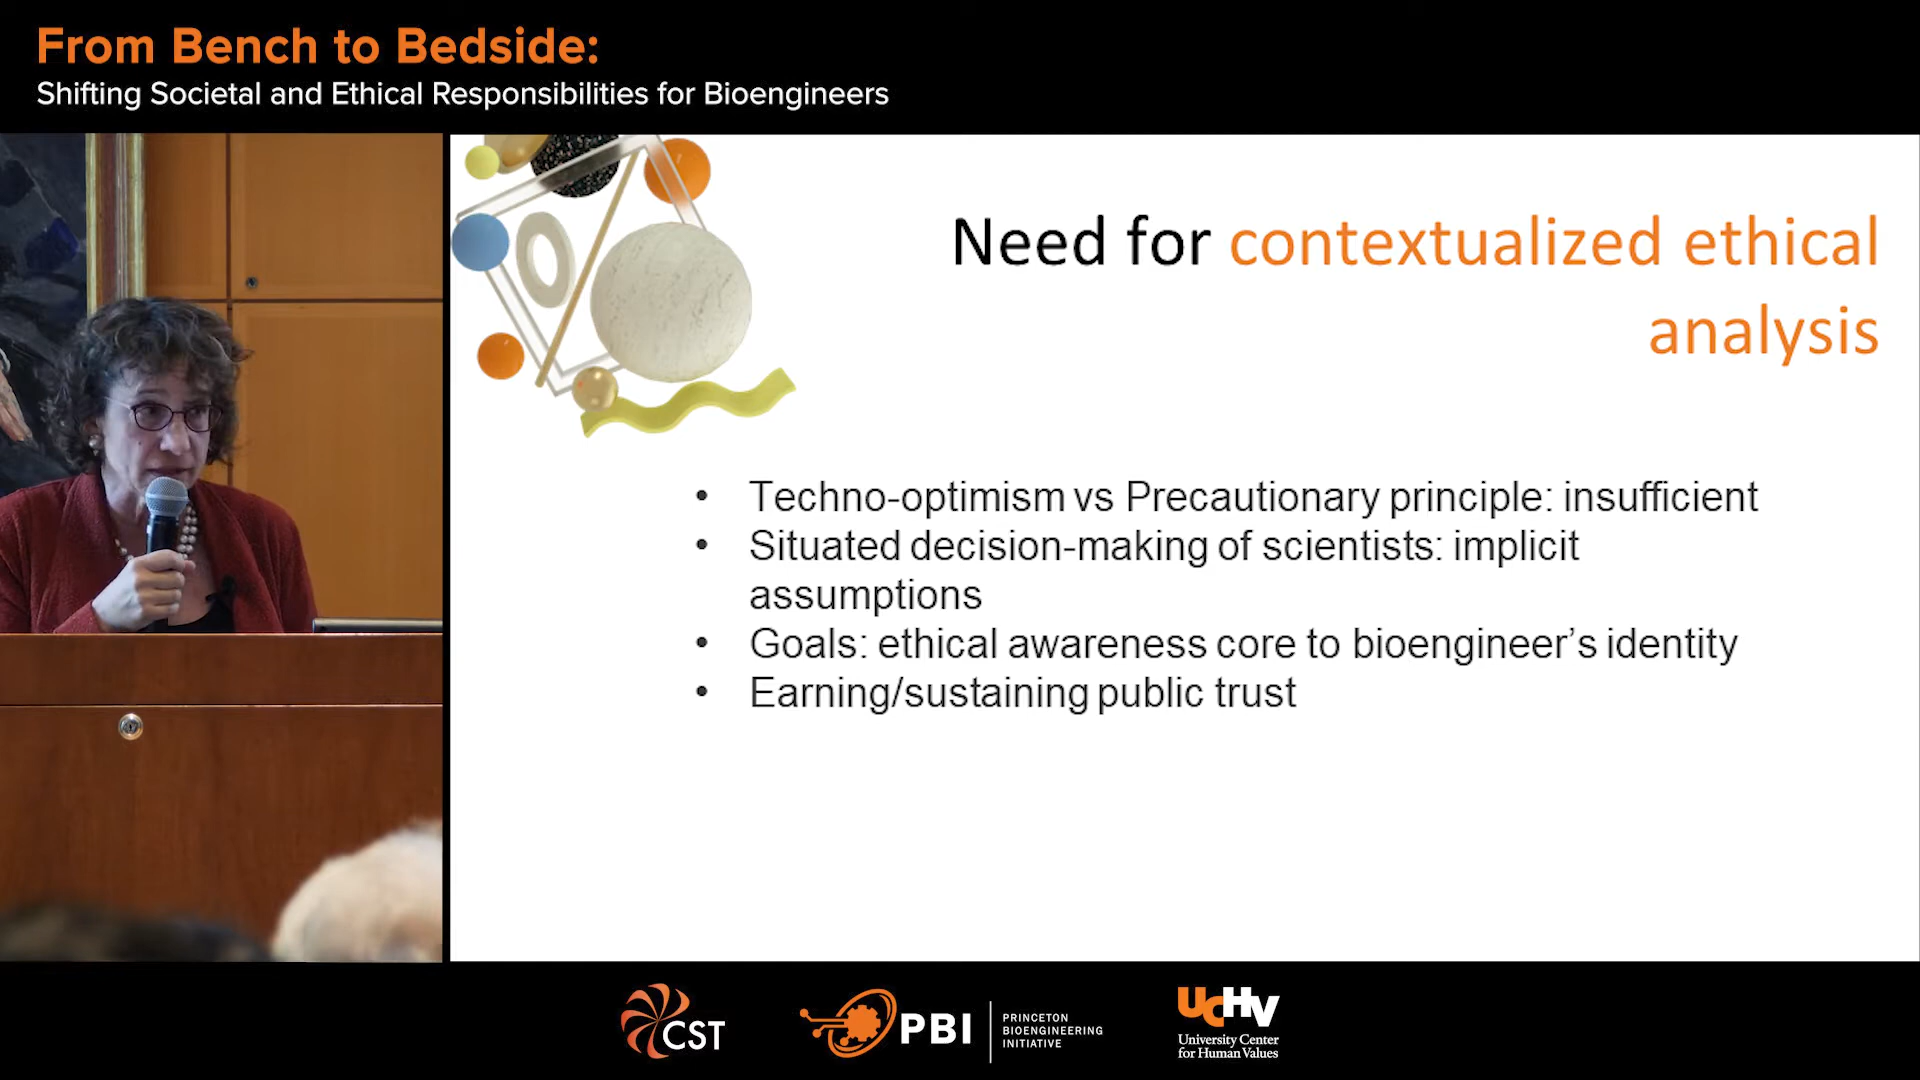 From Bench to Bedside:
Shifting Societal and Ethical Responsibilities for Bioengineers
Need for contextualized ethical
analysis
• Techno-optimism vs Precautionary principle: insufficient
• Situated decision-making of scientists: implicit
assumptions
• Goals: ethical awareness core to bioengineer’s identity
• Earning/sustaining public trust
CST
PBI
PRINCETON
BIOENGINEERING
INITIATIVE
UCHV
University Center
for Human Values